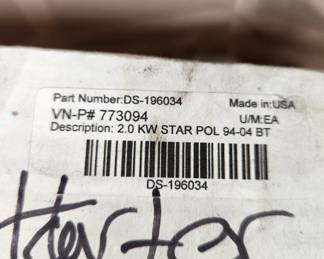 Part Number:DS-196034 Made in:USA
VN-P# 773094 U/M:EA
Description: 2.0 KW STAR POL 94-04 BT
DS-196034